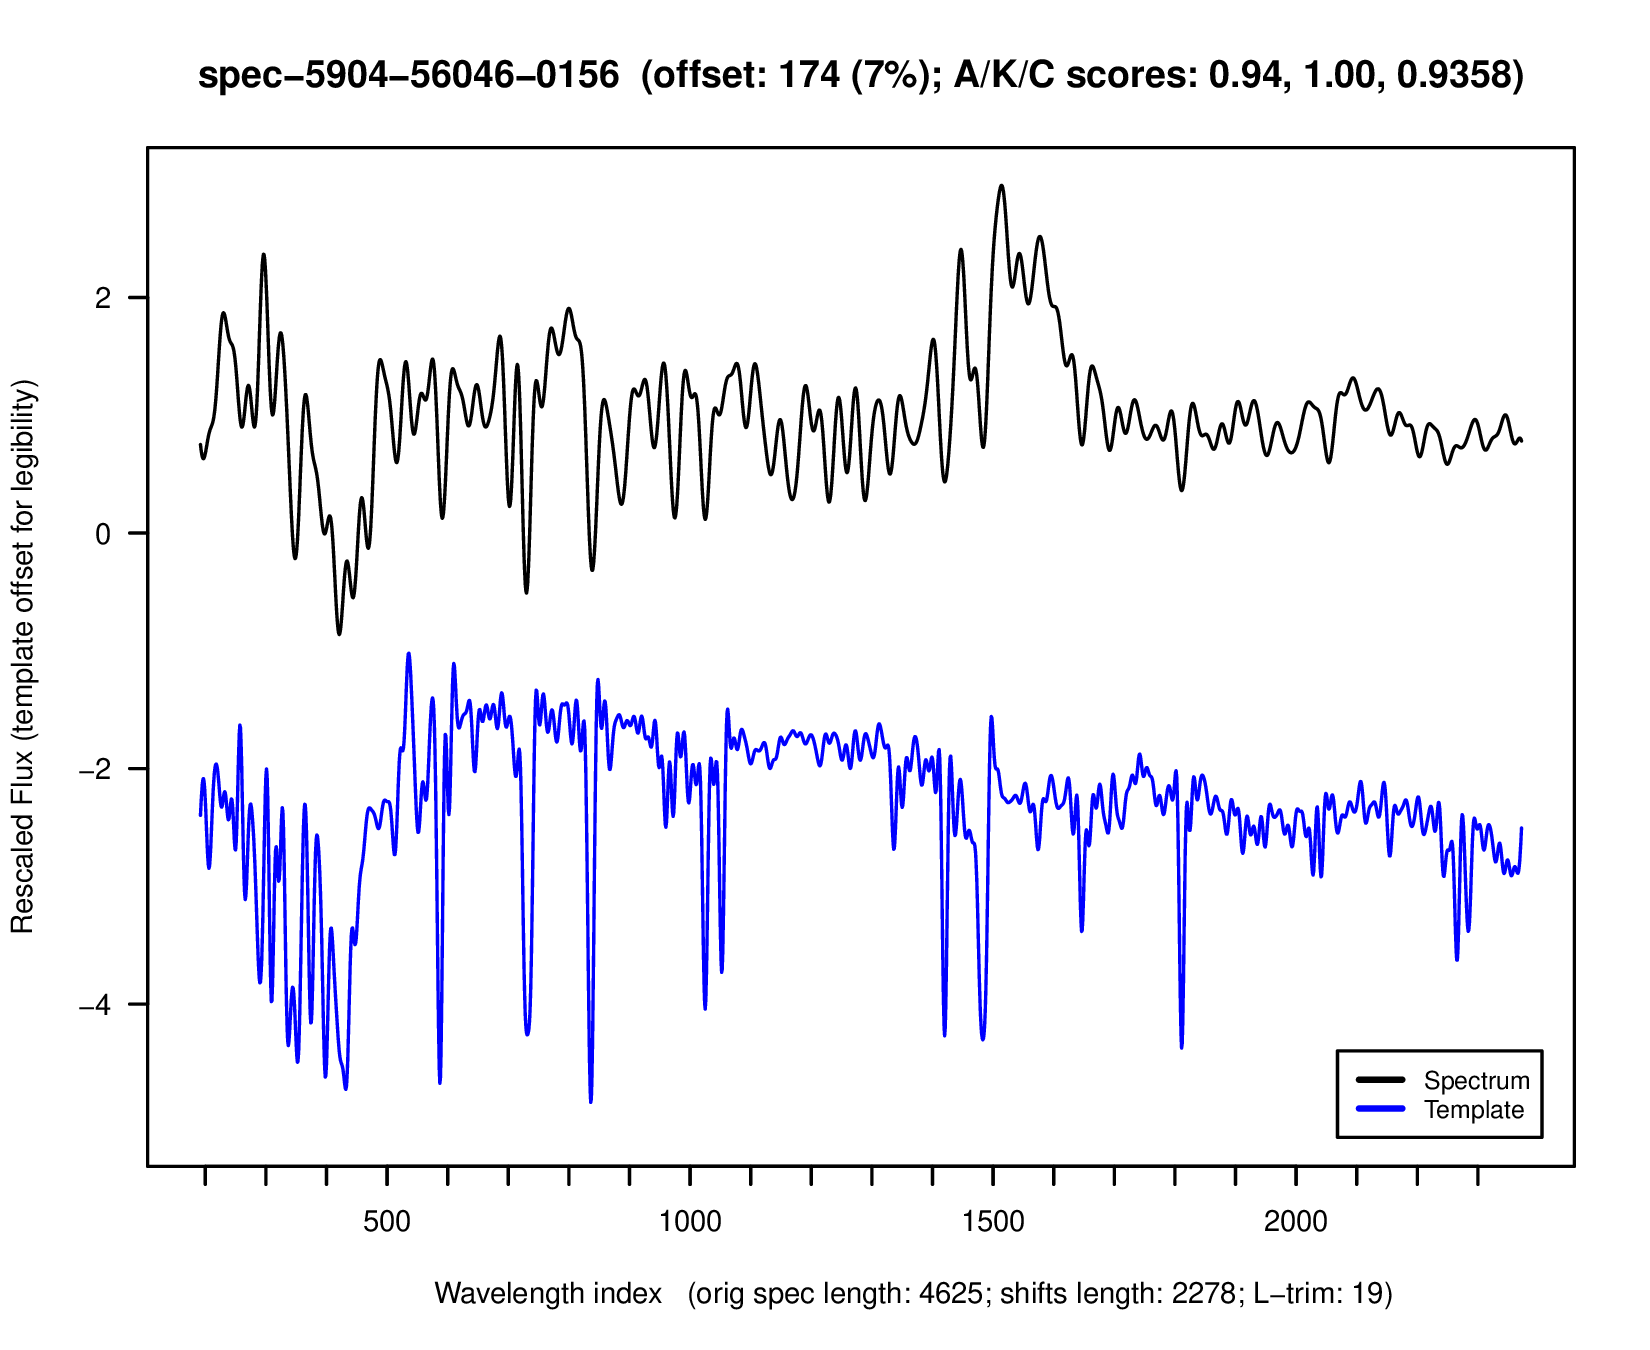 spec−5904−56046−0156  (offset: 174 (7%); A/K/C scores: 0.94, 1.00, 0.9358)
Rescaled Flux (template offset for legibility)
2
0
−2
−4
Spectrum
Template
500 1000 1500 2000
Wavelength index   (orig spec length: 4625; shifts length: 2278; L−trim: 19)